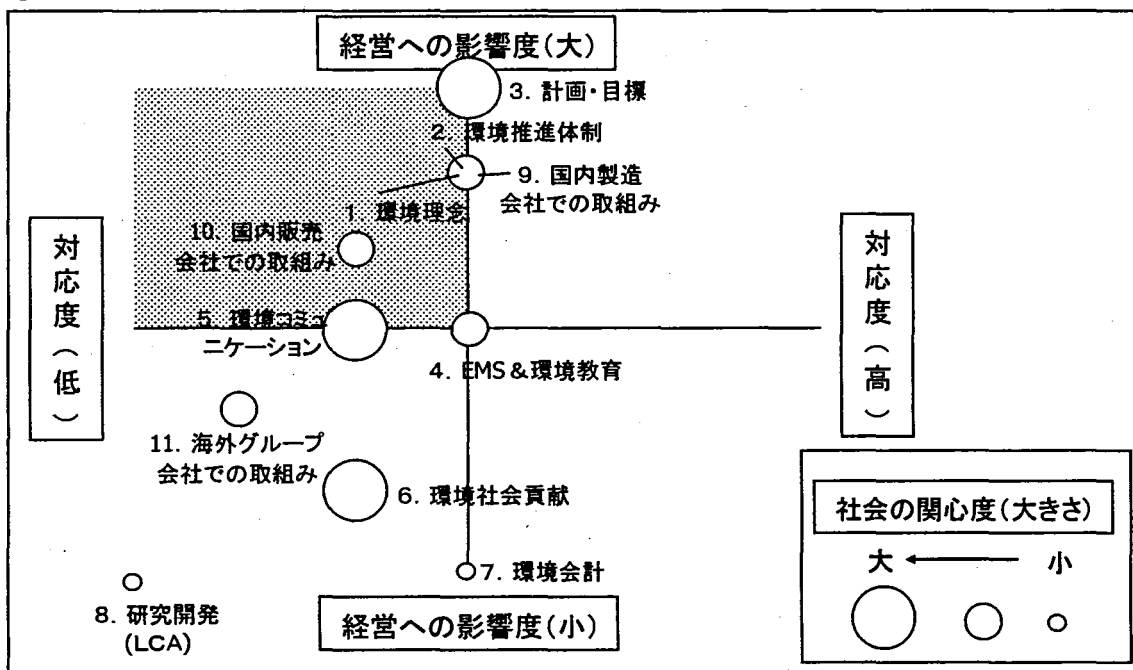 経営への影響度(大)
3. 計画・目標
2. 環境推進体制
9. 国内製造
会社での取組み
1 環境理念
10. 国内販売
会社での取組み
対応度(低)
対応度(高)
5. 環境コミュ
ニケーション
4. EMS&環境教育
11. 海外グループ
会社での取組み
6. 環境社会貢献
社会の関心度(大きさ)
大 ← 小
7. 環境会計
8. 研究開発
(LCA)
経営への影響度(小)